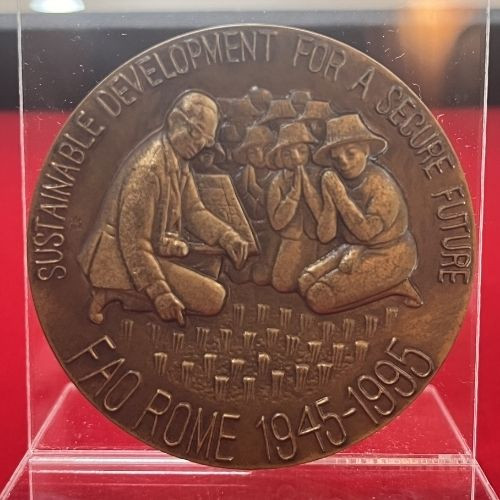 SUSTAINABLE DEVELOPMENT FOR A SECURE FUTURE
FAO ROME 1945-1995